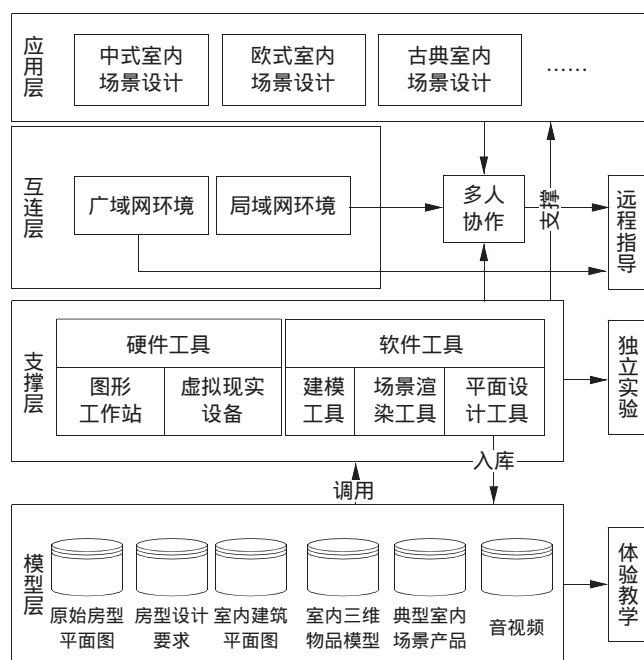 应用层
中式室内
场景设计
欧式室内
场景设计
古典室内
场景设计
……
互连层
广域网环境
局域网环境
多人
协作
支撑
远程指导
支撑层
硬件工具
图形
工作站
虚拟现实
设备
软件工具
建模
工具
场景渲
染工具
平面设
计工具
独立实验
调用
入库
模型层
原始房型
平面图
房型设计
要求
室内建筑
平面图
室内三维
物品模型
典型室内
场景产品
音视频
体验教学